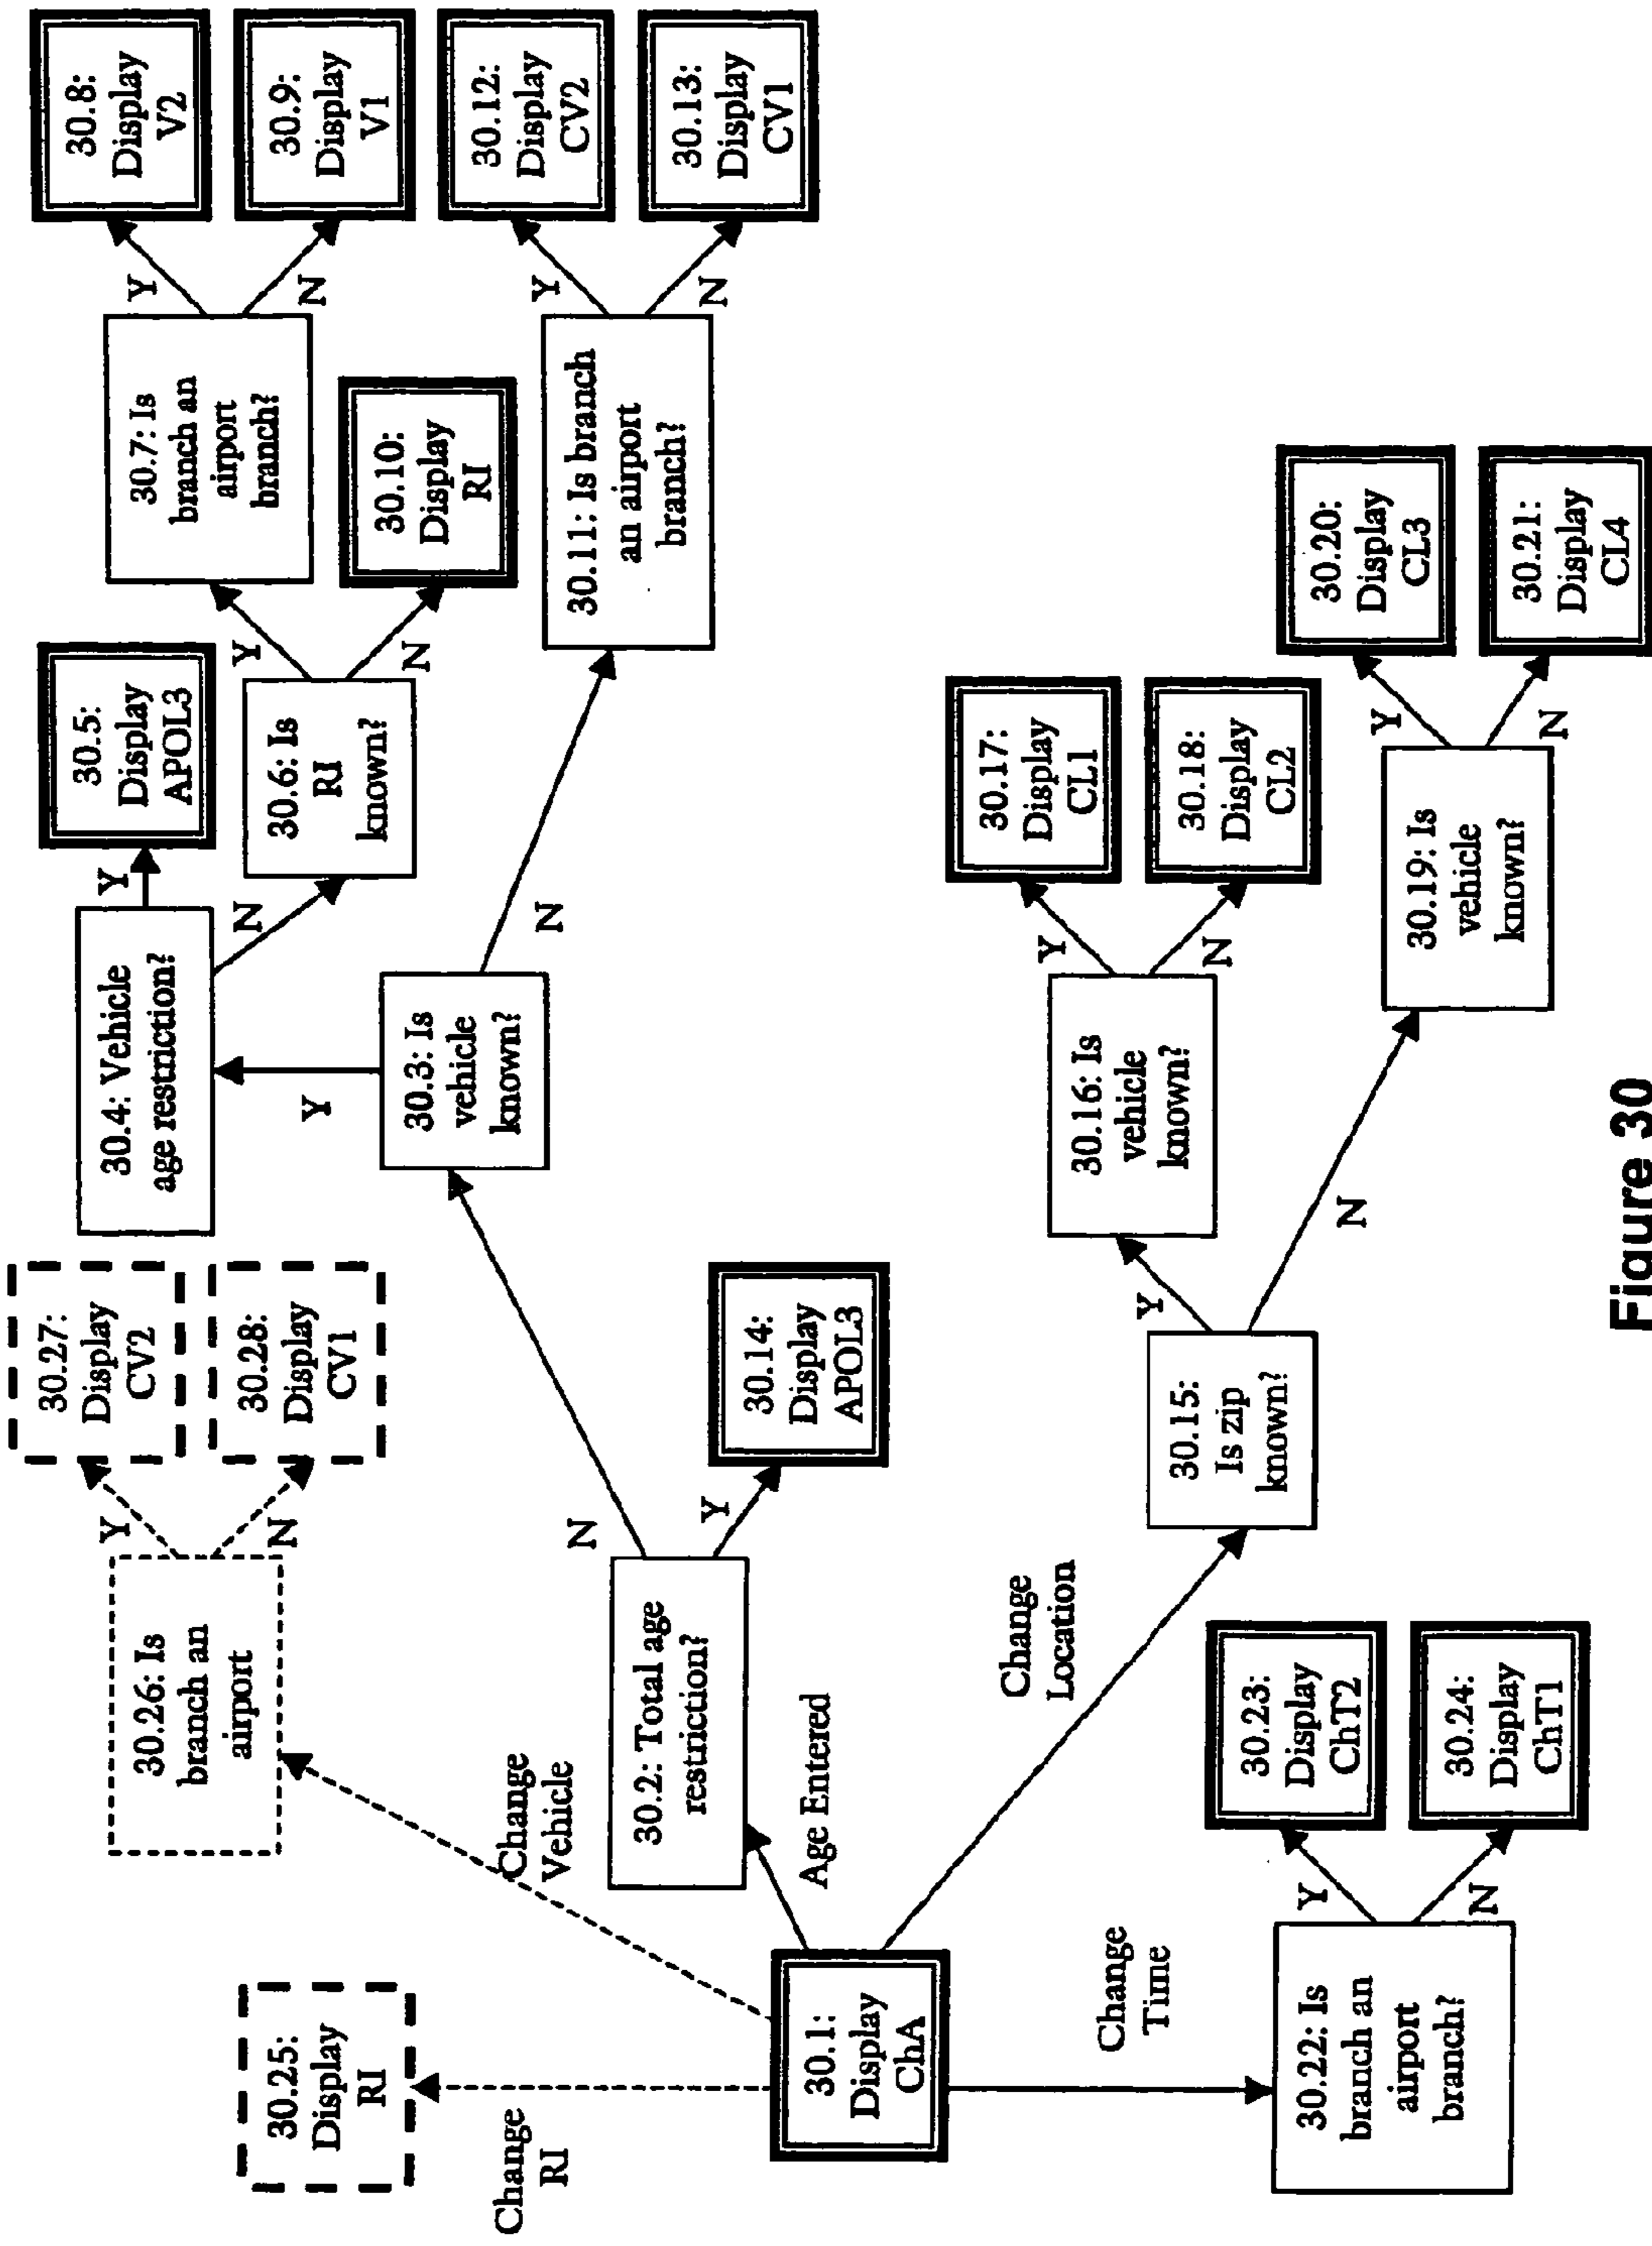 30.25:
Display
RI
Change
RI
30.1:
Display
ChA
Change
Time
30.22: Is
branch an
airport
branch?
Y
N
30.23:
Display
ChT2
30.24:
Display
ChT1
Change
Vehicle
30.26: Is
branch an
airport
Y
N
30.27:
Display
CV2
30.28:
Display
CV1
Age Entered
30.2: Total age
restriction?
N
Y
30.14:
Display
APOL3
30.3: Is
vehicle
known?
Y
N
30.4: Vehicle
age restriction?
Y
N
30.5:
Display
APOL3
30.6: Is
RI
known?
Y
N
30.7: Is
branch an
airport
branch?
Y
N
30.8:
Display
V2
30.9:
Display
V1
30.10:
Display
RI
30.11: Is branch
an airport
branch?
Y
N
30.12:
Display
CV2
30.13:
Display
CV1
Change
Location
30.15:
Is zip
known?
Y
N
30.16: Is
vehicle
known?
Y
N
30.17:
Display
CL1
30.18:
Display
CL2
30.19: Is
vehicle
known?
Y
N
30.20:
Display
CL3
30.21:
Display
CL4
Figure 30